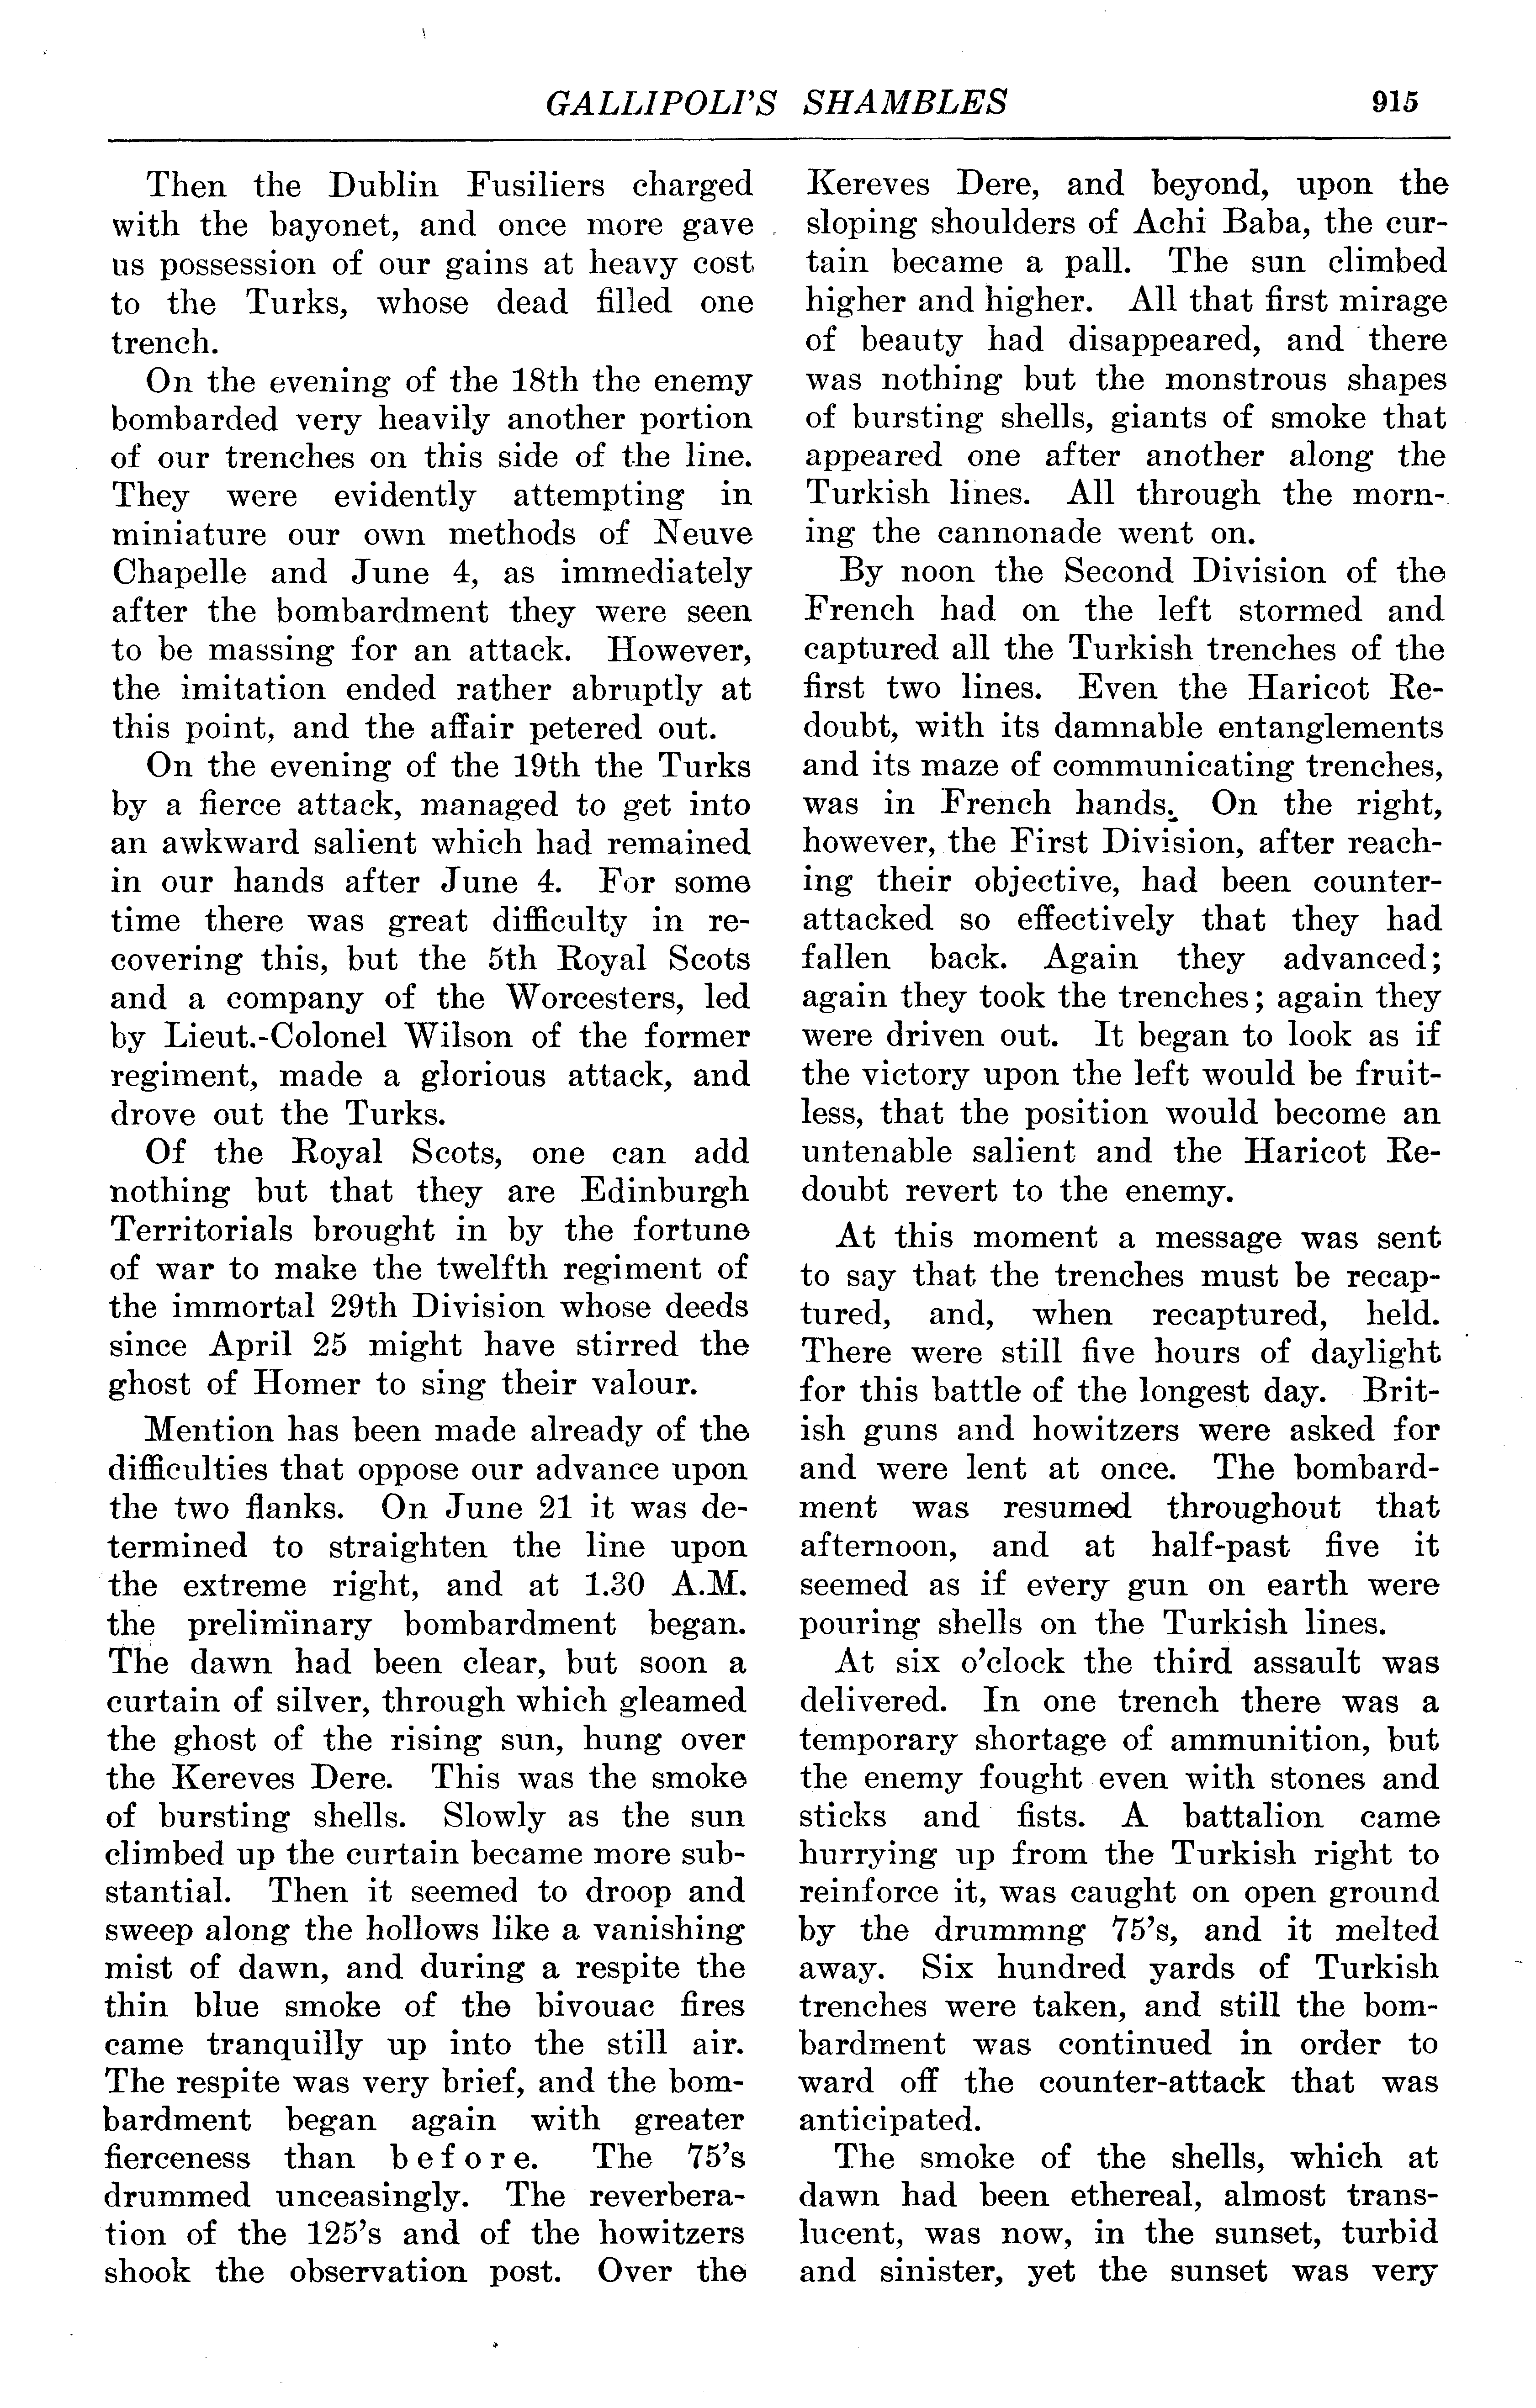 GALLIPOLI'S SHAMBLES 915
Then the Dublin Fusiliers charged
with the bayonet, and once more gave
us possession of our gains at heavy cost
to the Turks, whose dead filled one
trench.
On the evening of the 18th the enemy
bombarded very heavily another portion
of our trenches on this side of the line.
They were evidently attempting in
miniature our own methods of Neuve
Chapelle and June 4, as immediately
after the bombardment they were seen
to be massing for an attack. However,
the imitation ended rather abruptly at
this point, and the affair petered out.
On the evening of the 19th the Turks
by a fierce attack, managed to get into
an awkward salient which had remained
in our hands after June 4. For some
time there was great difficulty in re-
covering this, but the 5th Royal Scots
and a company of the Worcesters, led
by Lieut.-Colonel Wilson of the former
regiment, made a glorious attack, and
drove out the Turks.
Of the Royal Scots, one can add
nothing but that they are Edinburgh
Territorials brought in by the fortune
of war to make the twelfth regiment of
the immortal 29th Division whose deeds
since April 25 might have stirred the
ghost of Homer to sing their valour.
Mention has been made already of the
difficulties that oppose our advance upon
the two flanks. On June 21 it was de-
termined to straighten the line upon
the extreme right, and at 1.30 A.M.
the preliminary bombardment began.
The dawn had been clear, but soon a
curtain of silver, through which gleamed
the ghost of the rising sun, hung over
the Kereves Dere. This was the smoke
of bursting shells. Slowly as the sun
climbed up the curtain became more sub-
stantial. Then it seemed to droop and
sweep along the hollows like a vanishing
mist of dawn, and during a respite the
thin blue smoke of the bivouac fires
came tranquilly up into the still air.
The respite was very brief, and the bom-
bardment began again with greater
fierceness than before. The 75's
drummed unceasingly. The reverbera-
tion of the 125's and of the howitzers
shook the observation post. Over the
Kereves Dere, and beyond, upon the
sloping shoulders of Achi Baba, the cur-
tain became a pall. The sun climbed
higher and higher. All that first mirage
of beauty had disappeared, and there
was nothing but the monstrous shapes
of bursting shells, giants of smoke that
appeared one after another along the
Turkish lines. All through the morn-
ing the cannonade went on.
By noon the Second Division of the
French had on the left stormed and
captured all the Turkish trenches of the
first two lines. Even the Haricot Re-
doubt, with its damnable entanglements
and its maze of communicating trenches,
was in French hands. On the right,
however, the First Division, after reach-
ing their objective, had been counter-
attacked so effectively that they had
fallen back. Again they advanced;
again they took the trenches; again they
were driven out. It began to look as if
the victory upon the left would be fruit-
less, that the position would become an
untenable salient and the Haricot Re-
doubt revert to the enemy.
At this moment a message was sent
to say that the trenches must be recap-
tured, and, when recaptured, held.
There were still five hours of daylight
for this battle of the longest day. Brit-
ish guns and howitzers were asked for
and were lent at once. The bombard-
ment was resumed throughout that
afternoon, and at half-past five it
seemed as if every gun on earth were
pouring shells on the Turkish lines.
At six o'clock the third assault was
delivered. In one trench there was a
temporary shortage of ammunition, but
the enemy fought even with stones and
sticks and fists. A battalion came
hurrying up from the Turkish right to
reinforce it, was caught on open ground
by the drummng 75's, and it melted
away. Six hundred yards of Turkish
trenches were taken, and still the bom-
bardment was continued in order to
ward off the counter-attack that was
anticipated.
The smoke of the shells, which at
dawn had been ethereal, almost trans-
lucent, was now, in the sunset, turbid
and sinister, yet the sunset was very